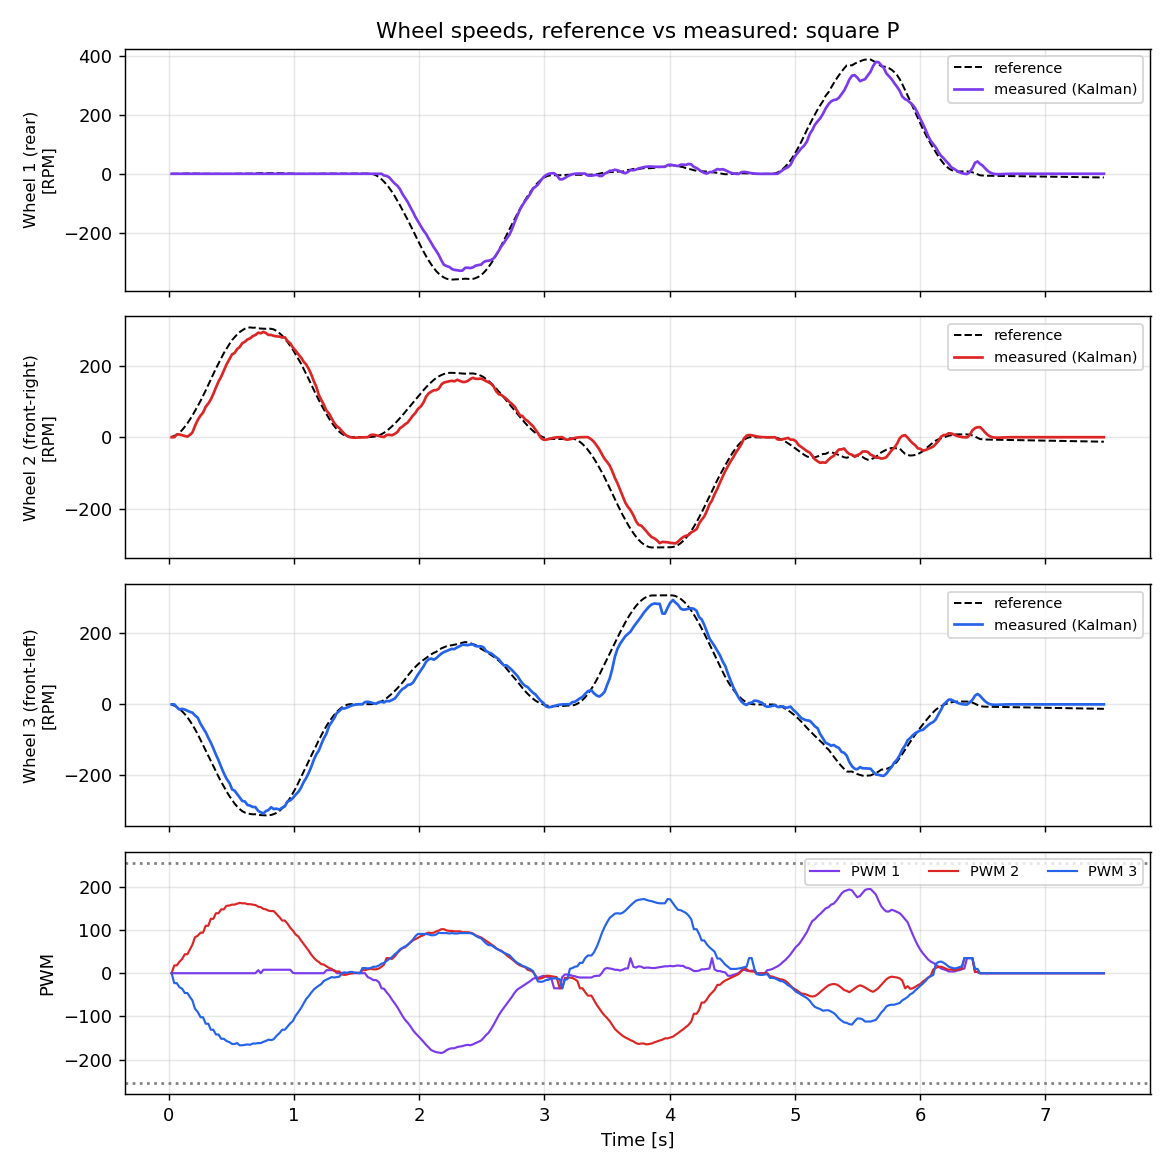 Wheel speeds, reference vs measured: square P
Wheel 1 (rear)
[RPM]
400
200
0
−200
reference
measured (Kalman)
Wheel 2 (front-right)
[RPM]
200
0
−200
reference
measured (Kalman)
Wheel 3 (front-left)
[RPM]
200
0
−200
reference
measured (Kalman)
PWM
200
100
0
−100
−200
PWM 1 PWM 2 PWM 3
0 1 2 3 4 5 6 7
Time [s]